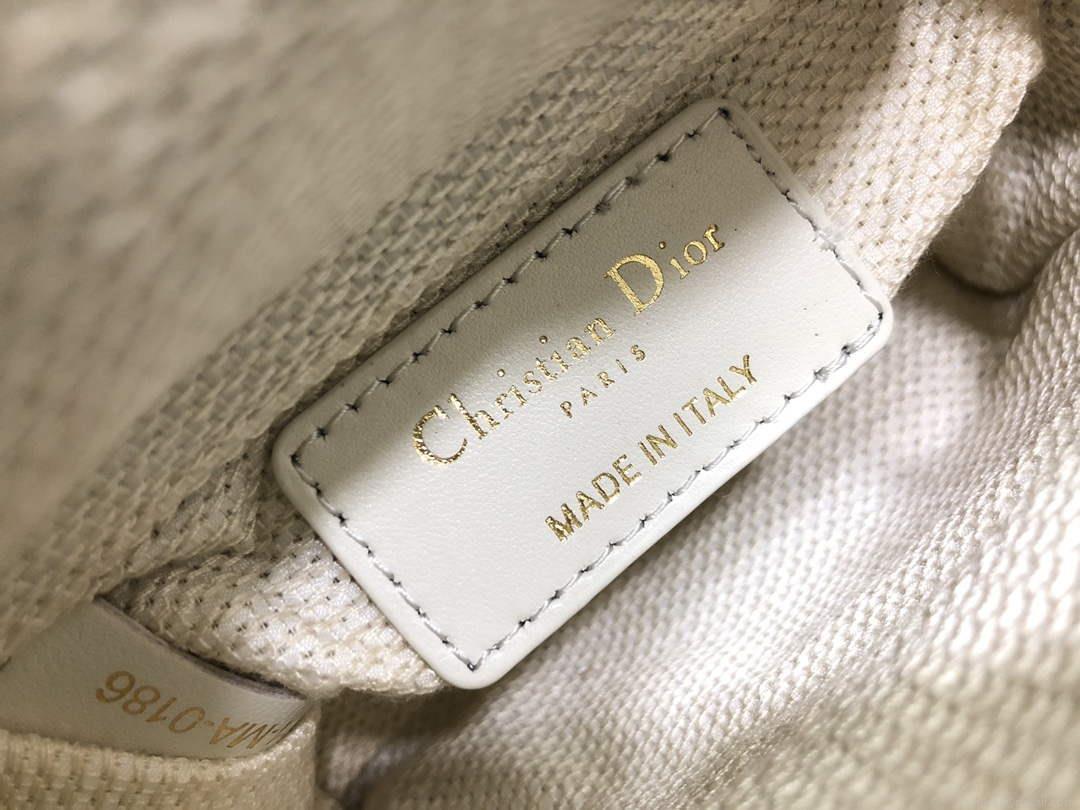 Christian Dior
PARIS
MADE IN ITALY
MA-0186